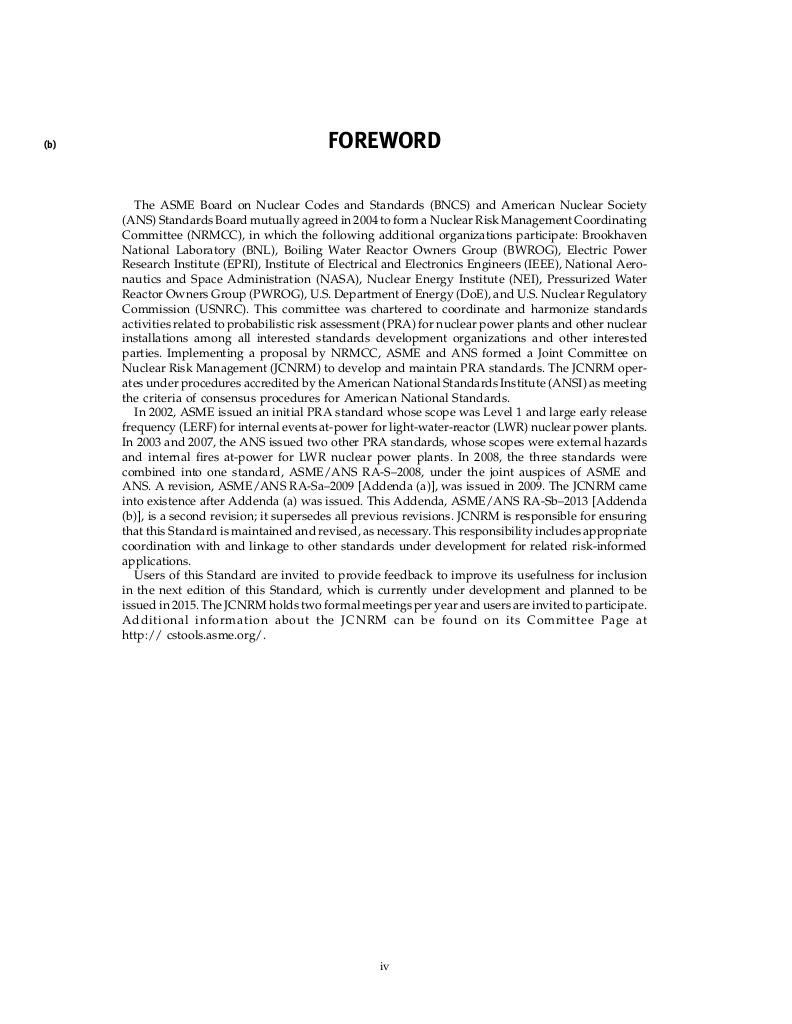 (b)
FOREWORD
The ASME Board on Nuclear Codes and Standards (BNCS) and American Nuclear Society
(ANS) Standards Board mutually agreed in 2004 to form a Nuclear Risk Management Coordinating
Committee (NRMCC), in which the following additional organizations participate: Brookhaven
National Laboratory (BNL), Boiling Water Reactor Owners Group (BWROG), Electric Power
Research Institute (EPRI), Institute of Electrical and Electronics Engineers (IEEE), National Aero-
nautics and Space Administration (NASA), Nuclear Energy Institute (NEI), Pressurized Water
Reactor Owners Group (PWROG), U.S. Department of Energy (DoE), and U.S. Nuclear Regulatory
Commission (USNRC). This committee was chartered to coordinate and harmonize standards
activities related to probabilistic risk assessment (PRA) for nuclear power plants and other nuclear
installations among all interested standards development organizations and other interested
parties. Implementing a proposal by NRMCC, ASME and ANS formed a Joint Committee on
Nuclear Risk Management (JCNRM) to develop and maintain PRA standards. The JCNRM oper-
ates under procedures accredited by the American National Standards Institute (ANSI) as meeting
the criteria of consensus procedures for American National Standards.
In 2002, ASME issued an initial PRA standard whose scope was Level 1 and large early release
frequency (LERF) for internal events at-power for light-water-reactor (LWR) nuclear power plants.
In 2003 and 2007, the ANS issued two other PRA standards, whose scopes were external hazards
and internal fires at-power for LWR nuclear power plants. In 2008, the three standards were
combined into one standard, ASME/ANS RA-S–2008, under the joint auspices of ASME and
ANS. A revision, ASME/ANS RA-Sa–2009 [Addenda (a)], was issued in 2009. The JCNRM came
into existence after Addenda (a) was issued. This Addenda, ASME/ANS RA-Sb–2013 [Addenda
(b)], is a second revision; it supersedes all previous revisions. JCNRM is responsible for ensuring
that this Standard is maintained and revised, as necessary. This responsibility includes appropriate
coordination with and linkage to other standards under development for related risk-informed
applications.
Users of this Standard are invited to provide feedback to improve its usefulness for inclusion
in the next edition of this Standard, which is currently under development and planned to be
issued in 2015. The JCNRM holds two formal meetings per year and users are invited to participate.
Additional information about the JCNRM can be found on its Committee Page at
http:// cstools.asme.org/.
iv